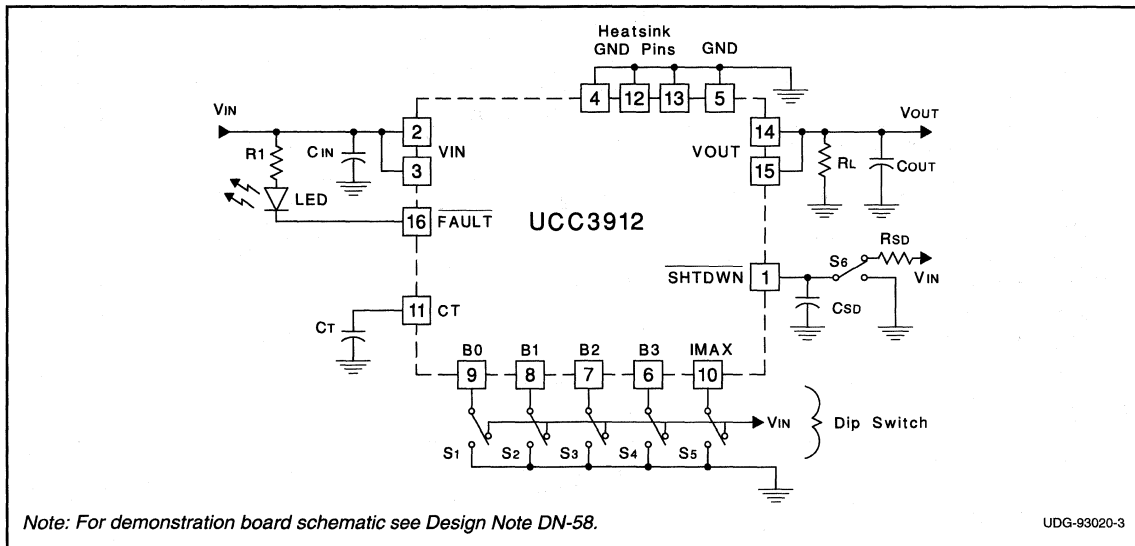 Heatsink
GND Pins GND
4 12 13 5
VIN
2
R1 CIN VIN
3
LED
16 FAULT
UCC3912
14 VOUT
VOUT
15
RL COUT
SHTDWN 1
S6 RSD
VIN
CSD
11 CT
CT
B0 B1 B2 B3 IMAX
9 8 7 6 10
VIN Dip Switch
S1 S2 S3 S4 S5
Note: For demonstration board schematic see Design Note DN-58.
UDG-93020-3